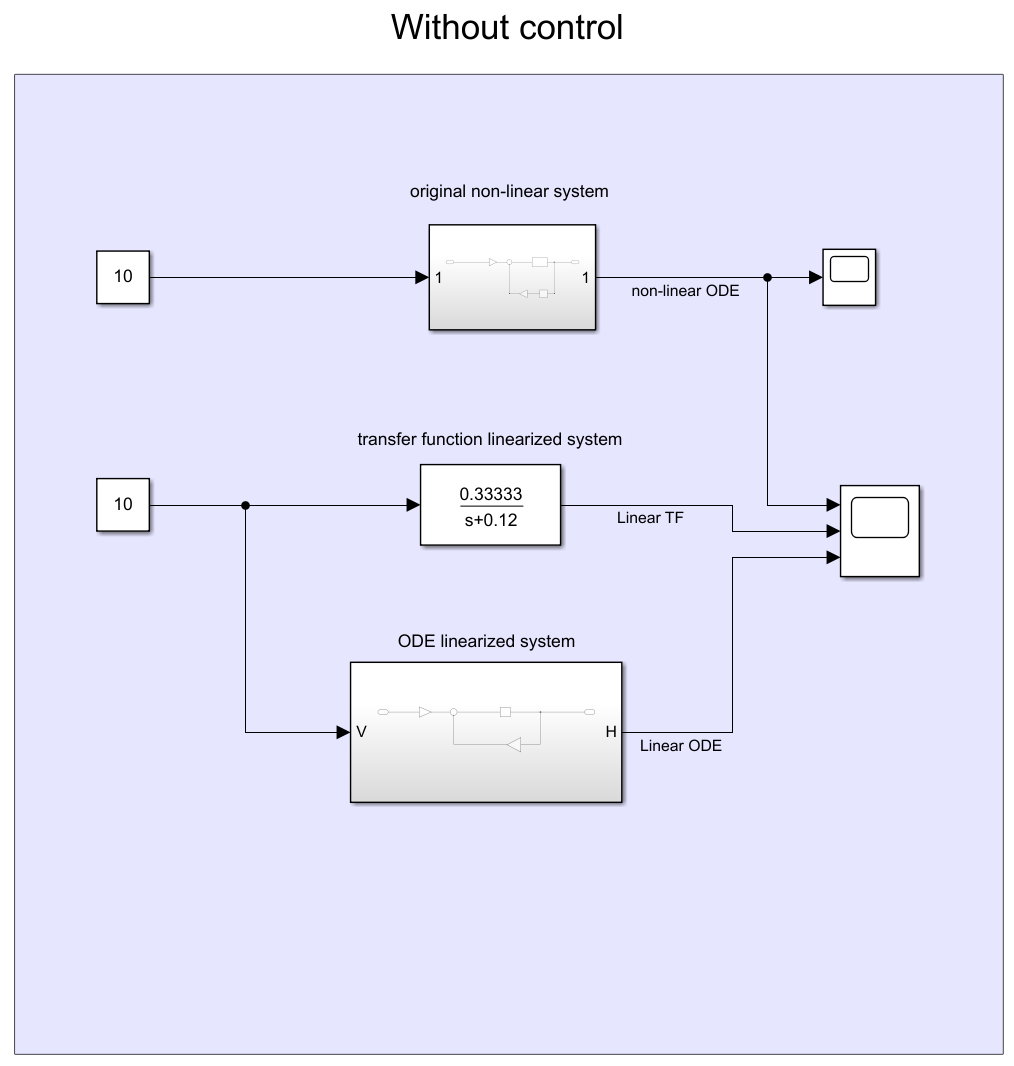 Without control
original non-linear system
10
1
1
non-linear ODE
transfer function linearized system
10
0.33333
s+0.12
Linear TF
ODE linearized system
V
H
Linear ODE